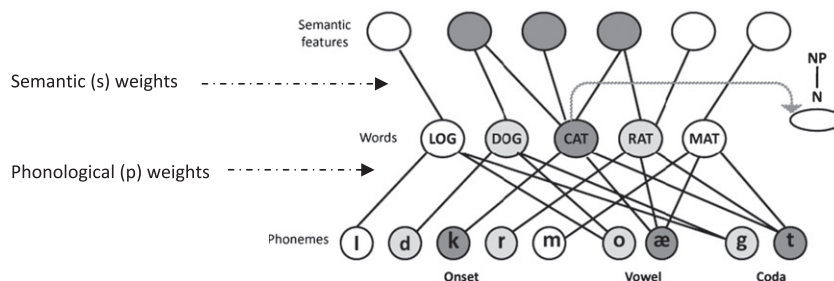 Semantic
features
Semantic (s) weights
NP
N
Words
LOG DOG CAT RAT MAT
Phonological (p) weights
Phonemes
l d k r m o æ g t
Onset Vowel Coda